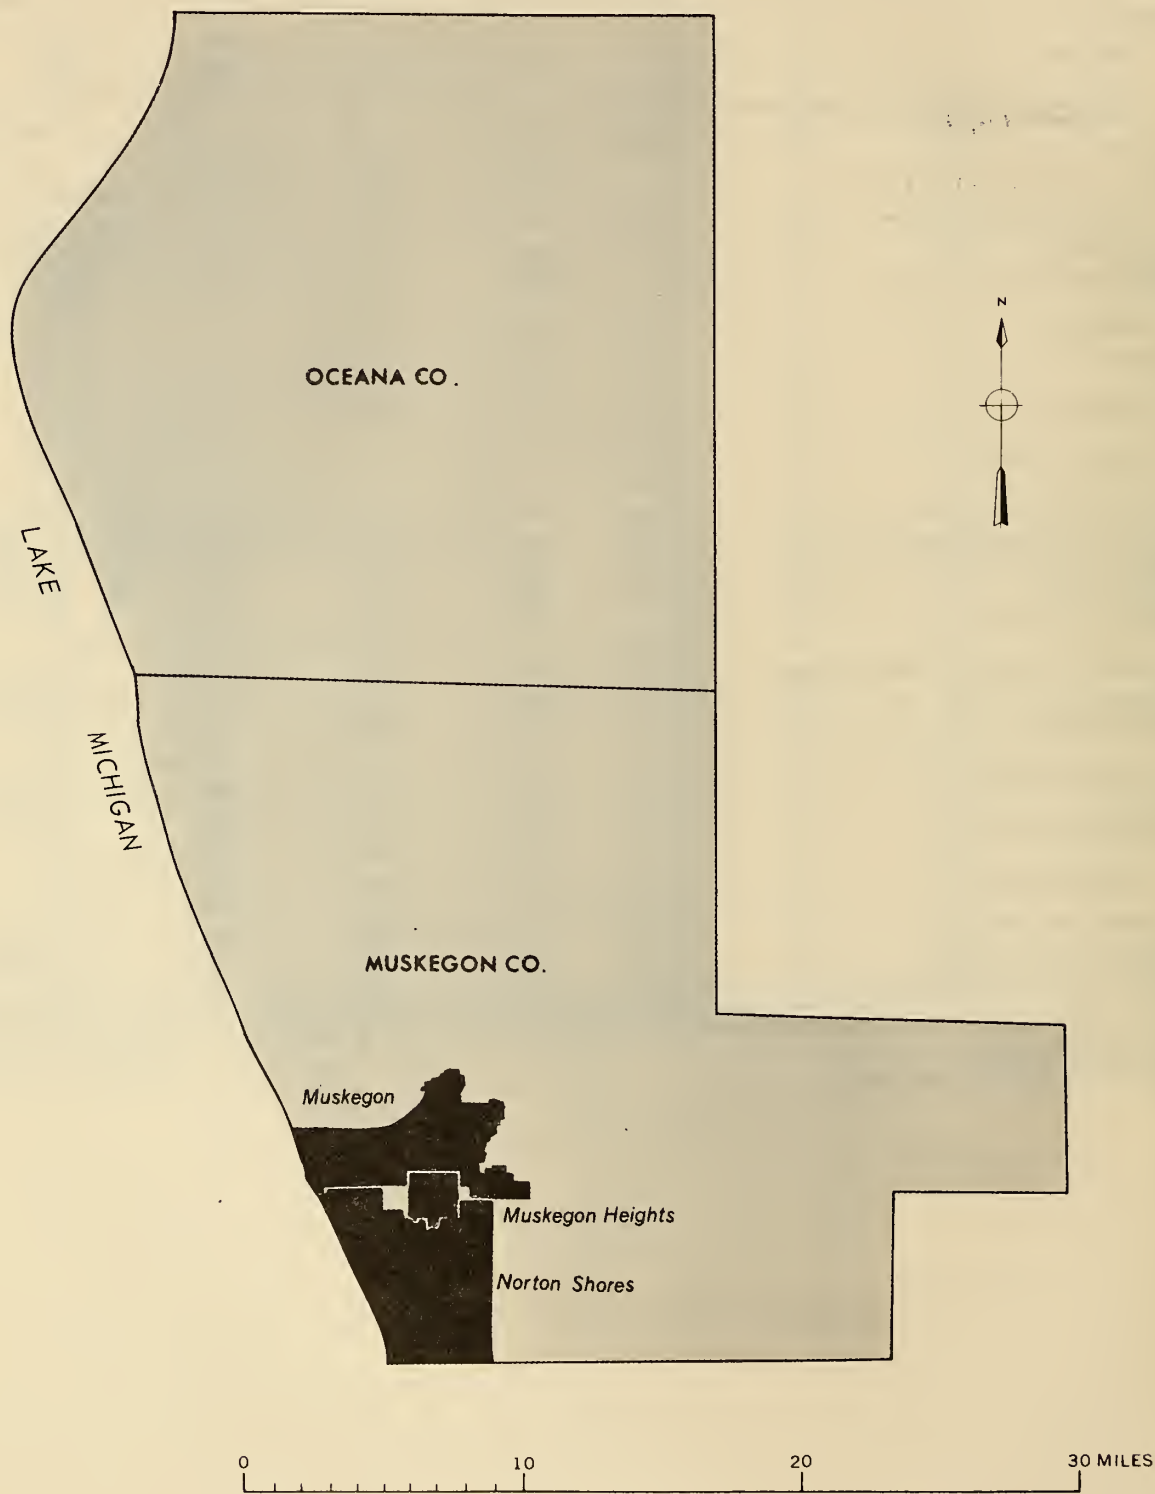 N
OCEANA CO.
LAKE
MICHIGAN
MUSKEGON CO.
Muskegon
Muskegon Heights
Norton Shores
0 10 20 30 MILES